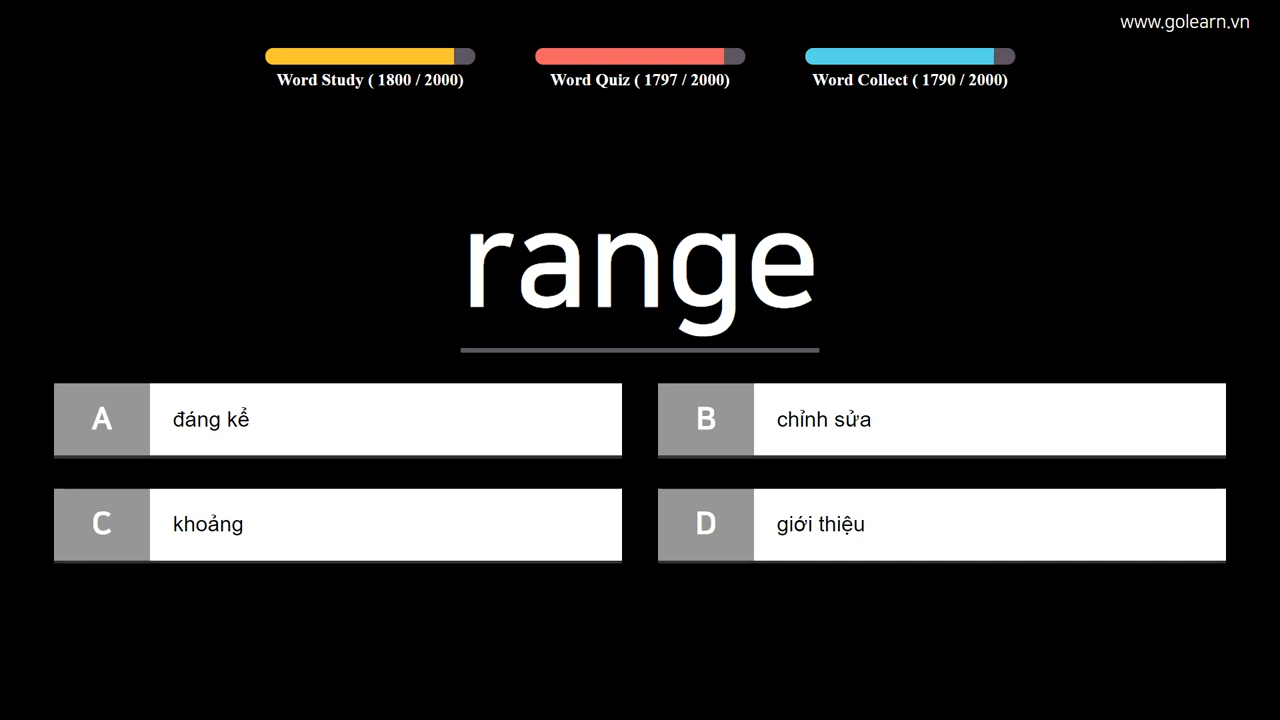 www.golearn.vn
Word Study ( 1800 / 2000)
Word Quiz ( 1797 / 2000)
Word Collect ( 1790 / 2000)
range
A đáng kể
B chỉnh sửa
C khoảng
D giới thiệu